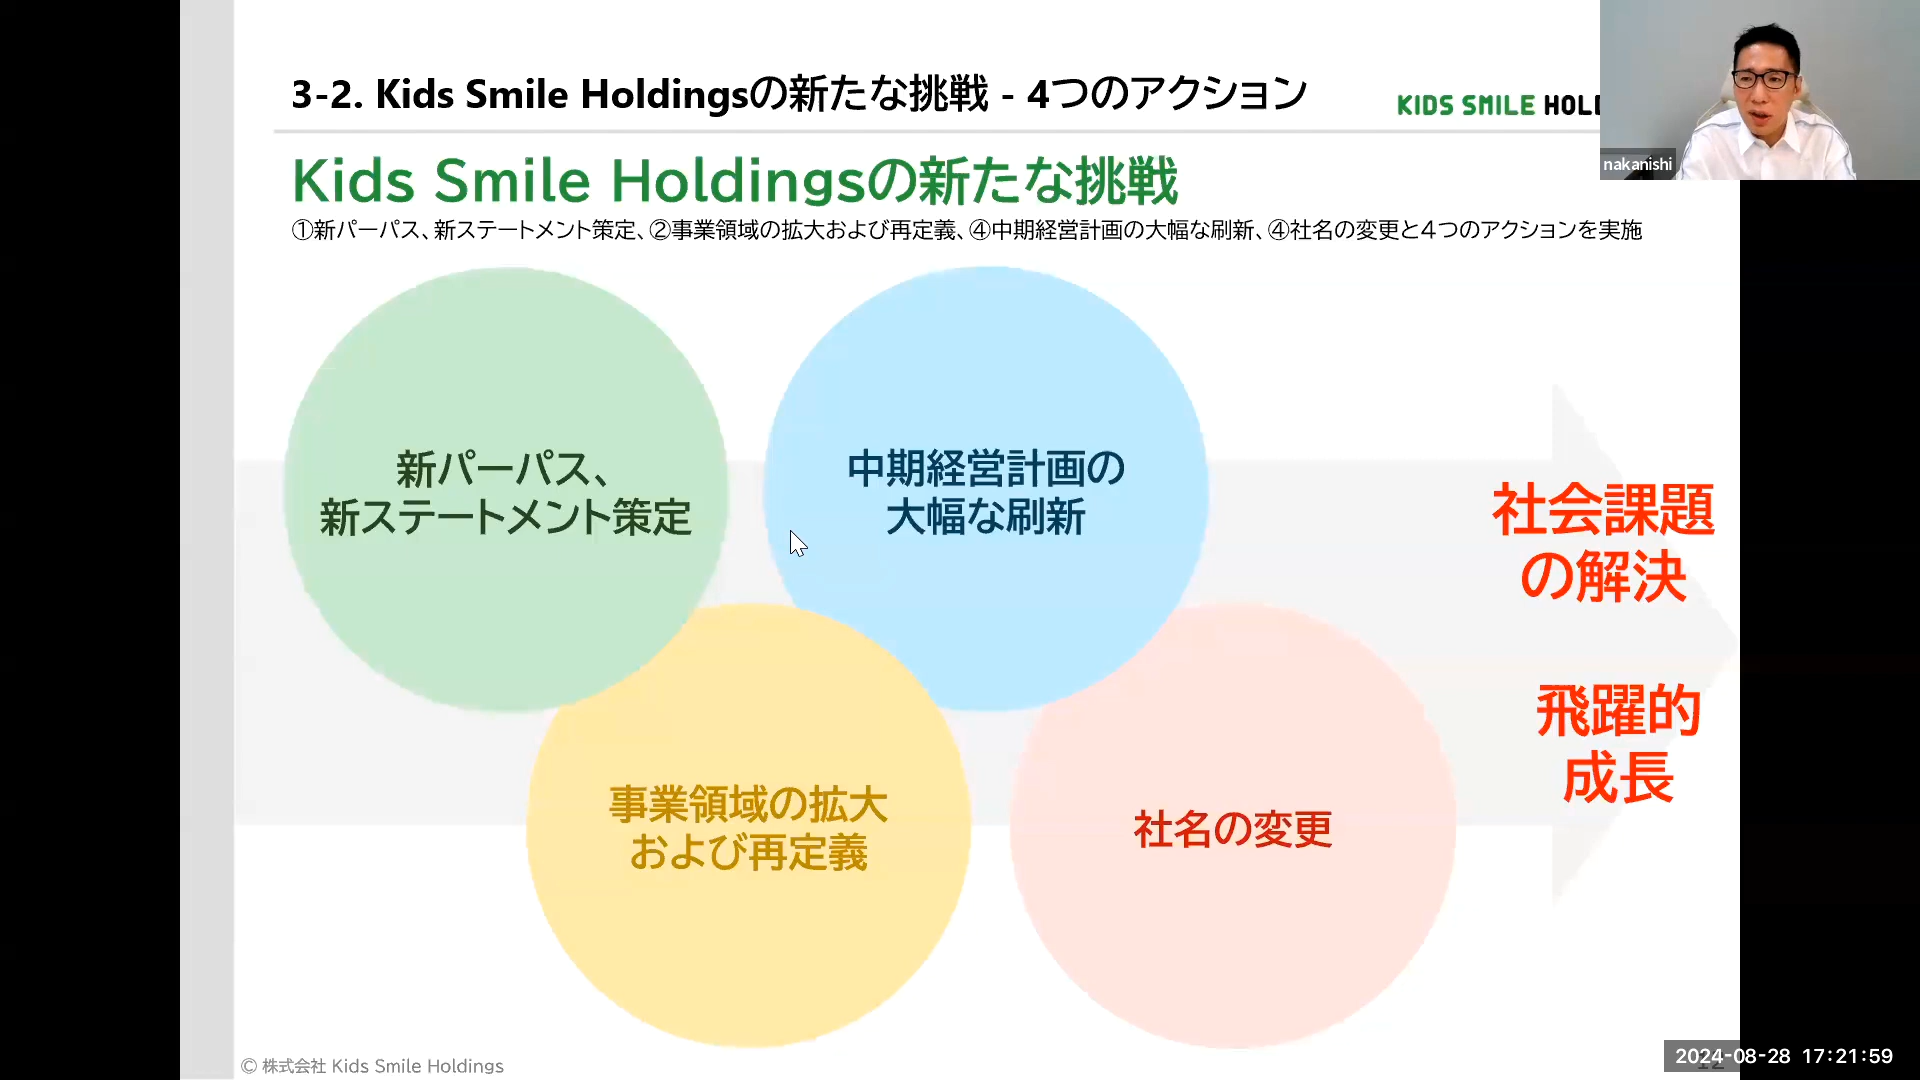 3-2. Kids Smile Holdingsの新たな挑戦 - 4つのアクション
KIDS SMILE
nakanishi
Kids Smile Holdingsの新たな挑戦
①新パーパス、新ステートメント策定、②事業領域の拡大および再定義、④中期経営計画の大幅な刷新、④社名の変更と4つのアクションを実施
新パーパス、
新ステートメント策定
中期経営計画の
大幅な刷新
事業領域の拡大
および再定義
社名の変更
社会課題
の解決
飛躍的
成長
© 株式会社 Kids Smile Holdings
2024-08-28 17:21:59